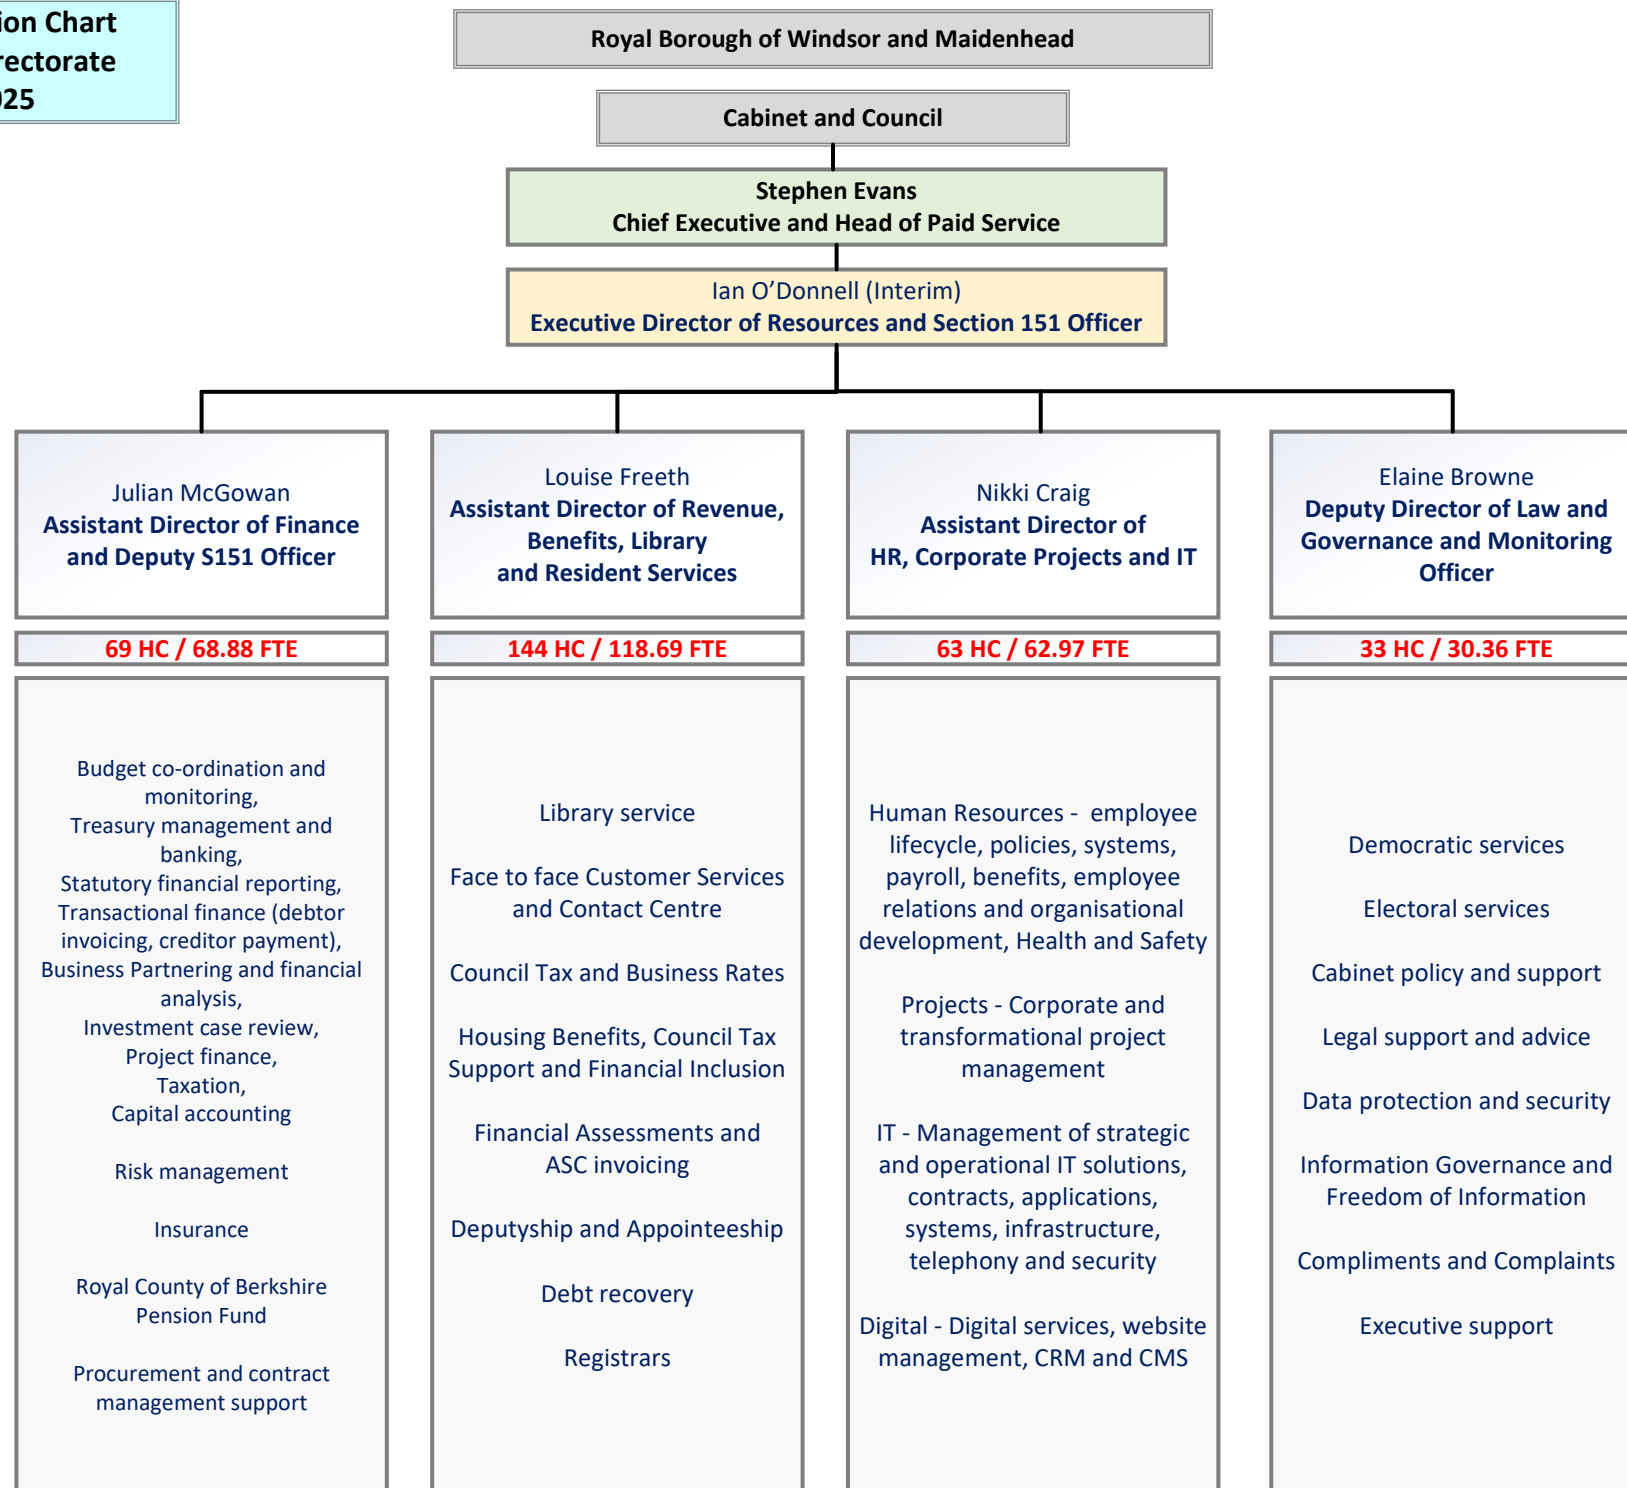 ion Chart
rectorate
025
Royal Borough of Windsor and Maidenhead
Cabinet and Council
Stephen Evans
Chief Executive and Head of Paid Service
Ian O’Donnell (Interim)
Executive Director of Resources and Section 151 Officer
Julian McGowan
Assistant Director of Finance
and Deputy S151 Officer
69 HC / 68.88 FTE
Budget co-ordination and
monitoring,
Treasury management and
banking,
Statutory financial reporting,
Transactional finance (debtor
invoicing, creditor payment),
Business Partnering and financial
analysis,
Investment case review,
Project finance,
Taxation,
Capital accounting
Risk management
Insurance
Royal County of Berkshire
Pension Fund
Procurement and contract
management support
Louise Freeth
Assistant Director of Revenue,
Benefits, Library
and Resident Services
144 HC / 118.69 FTE
Library service
Face to face Customer Services
and Contact Centre
Council Tax and Business Rates
Housing Benefits, Council Tax
Support and Financial Inclusion
Financial Assessments and
ASC invoicing
Deputyship and Appointeeship
Debt recovery
Registrars
Nikki Craig
Assistant Director of
HR, Corporate Projects and IT
63 HC / 62.97 FTE
Human Resources -  employee
lifecycle, policies, systems,
payroll, benefits, employee
relations and organisational
development, Health and Safety
Projects - Corporate and
transformational project
management
IT - Management of strategic
and operational IT solutions,
contracts, applications,
systems, infrastructure,
telephony and security
Digital - Digital services, website
management, CRM and CMS
Elaine Browne
Deputy Director of Law and
Governance and Monitoring
Officer
33 HC / 30.36 FTE
Democratic services
Electoral services
Cabinet policy and support
Legal support and advice
Data protection and security
Information Governance and
Freedom of Information
Compliments and Complaints
Executive support